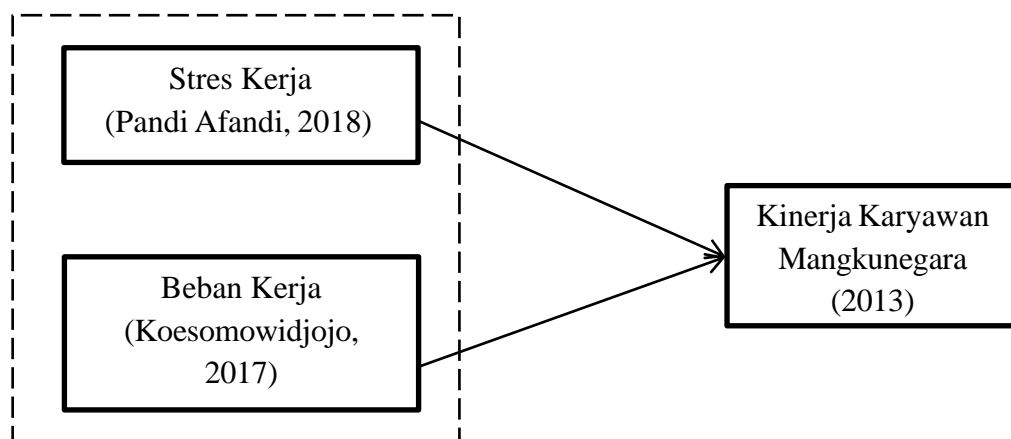 Stres Kerja
(Pandi Afandi, 2018)
Beban Kerja
(Koesomowidjojo,
2017)
Kinerja Karyawan
Mangkunegara
(2013)